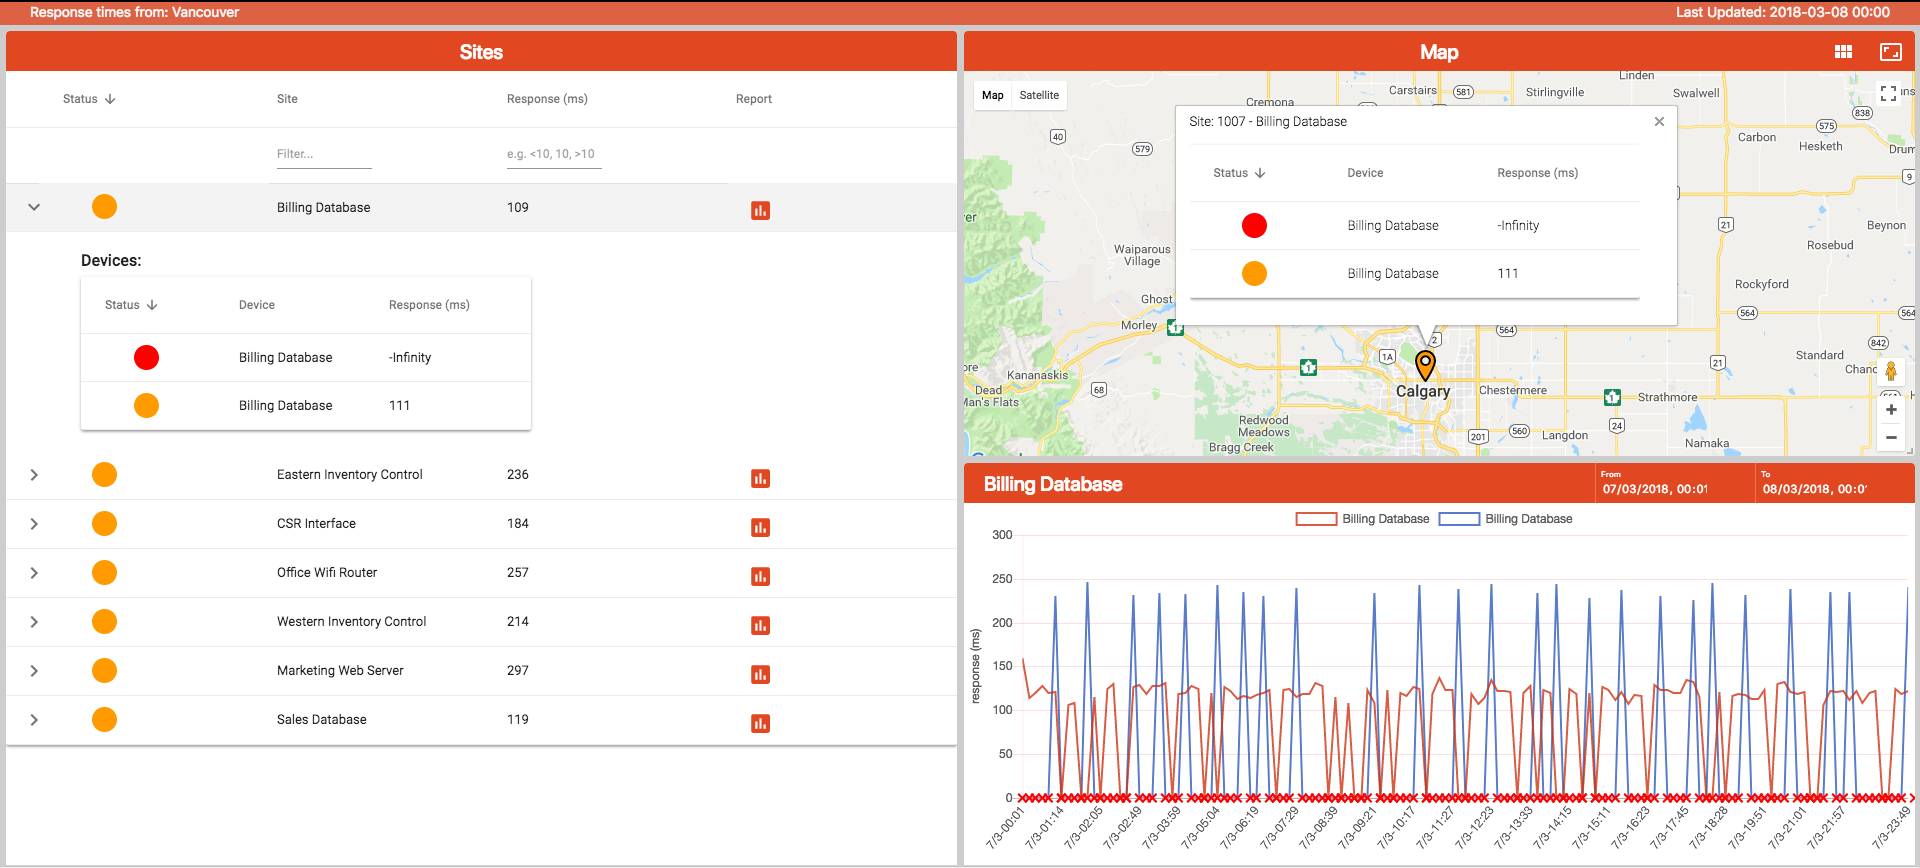 Response times from: Vancouver
Last Updated: 2018-03-08 00:00
Sites
Status
Site
Response (ms)
Report
Filter...
e.g. <10, 10, >10
Billing Database
109
Devices:
Status
Device
Response (ms)
Billing Database
-Infinity
Billing Database
111
Eastern Inventory Control
236
CSR Interface
184
Office Wifi Router
257
Western Inventory Control
214
Marketing Web Server
297
Sales Database
119
Map
Map
Satellite
Site: 1007 - Billing Database
Status
Device
Response (ms)
Billing Database
-Infinity
Billing Database
111
Linden
Carstairs
581
Stirlingville
Swalwell
Cremona
40
579
838
575
Carbon
Hesketh
Drum
9
21
Beynon
Rosebud
Waiparous
Village
Rockyford
Ghost
564
564
564
Morley
1
2
1A
842
Standard
21
Kananaskis
68
1
Dead
Man's Flats
Calgary
Chestermere
1
Strathmore
24
Redwood
Meadows
201
560
Langdon
Namaka
Bragg Creek
Billing Database
From
07/03/2018, 00:01
To
08/03/2018, 00:0
Billing Database
Billing Database
response (ms)
300
250
200
150
100
50
0
7/3-00:01
7/3-01:14
7/3-02:05
7/3-02:49
7/3-03:59
7/3-05:04
7/3-06:19
7/3-07:29
7/3-08:39
7/3-09:21
7/3-10:17
7/3-11:27
7/3-12:23
7/3-13:33
7/3-14:15
7/3-15:11
7/3-16:23
7/3-17:45
7/3-18:28
7/3-19:51
7/3-21:01
7/3-21:57
7/3-23:49